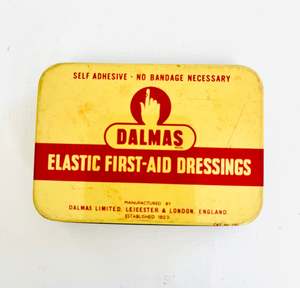 SELF ADHESIVE - NO BANDAGE NECESSARY
DALMAS
ELASTIC FIRST-AID DRESSINGS
MANUFACTURED BY
DALMAS LIMITED, LEICESTER & LONDON, ENGLAND.
ESTABLISHED 1823